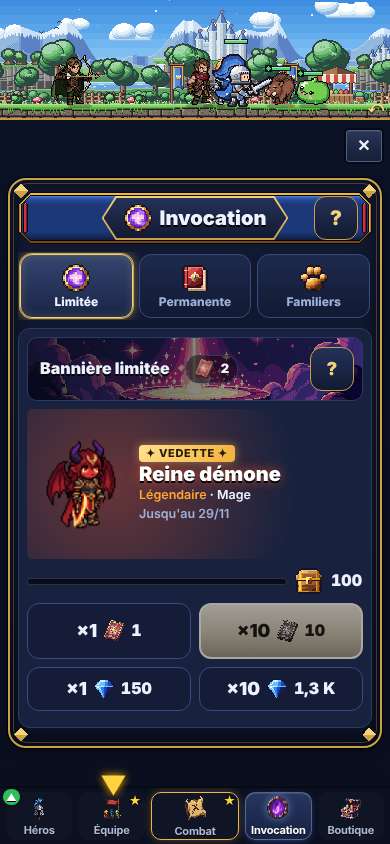 ×
Invocation
?
Limitée
Permanente
Familiers
Bannière limitée
2
?
✦ VEDETTE ✦
Reine démone
Légendaire · Mage
Jusqu'au 29/11
100
×1 1
×10 10
×1 150
×10 1,3 K
Héros
Équipe
Combat
Invocation
Boutique